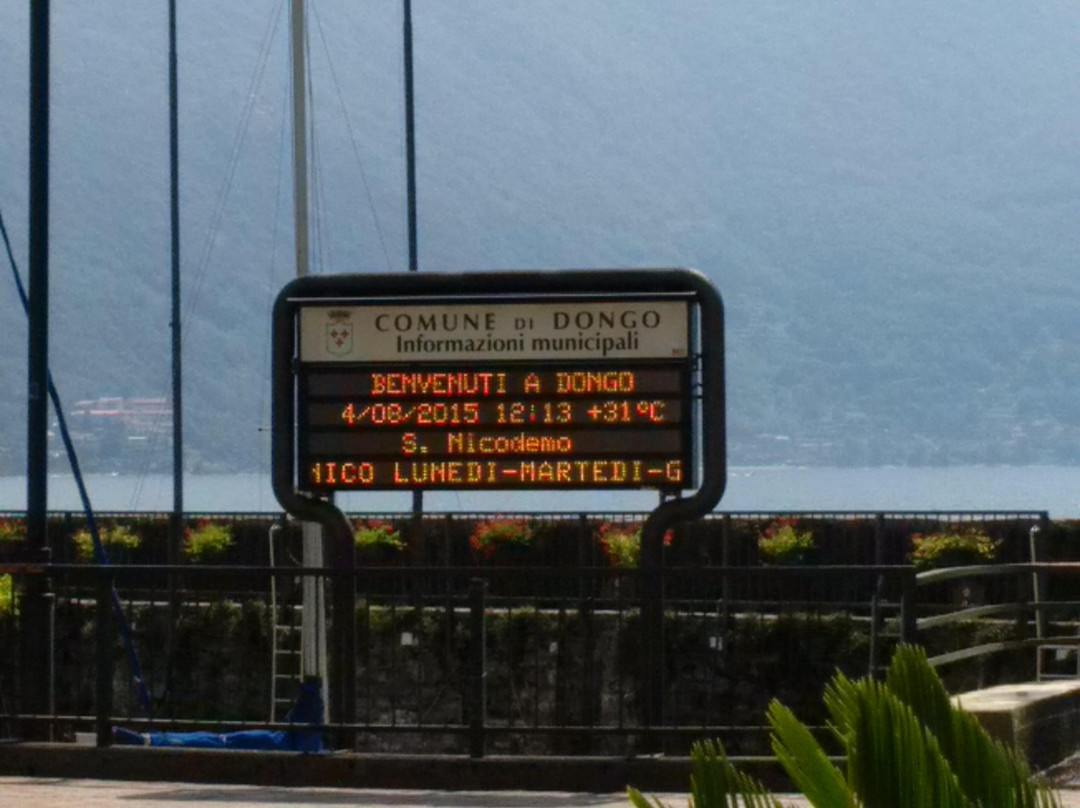 COMUNE DI DONGO
Informazioni municipali
BENVENUTI A DONGO
4/08/2015 12:13 +31°C
S. Nicodemo
NICO LUNEDI-MARTEDI-G